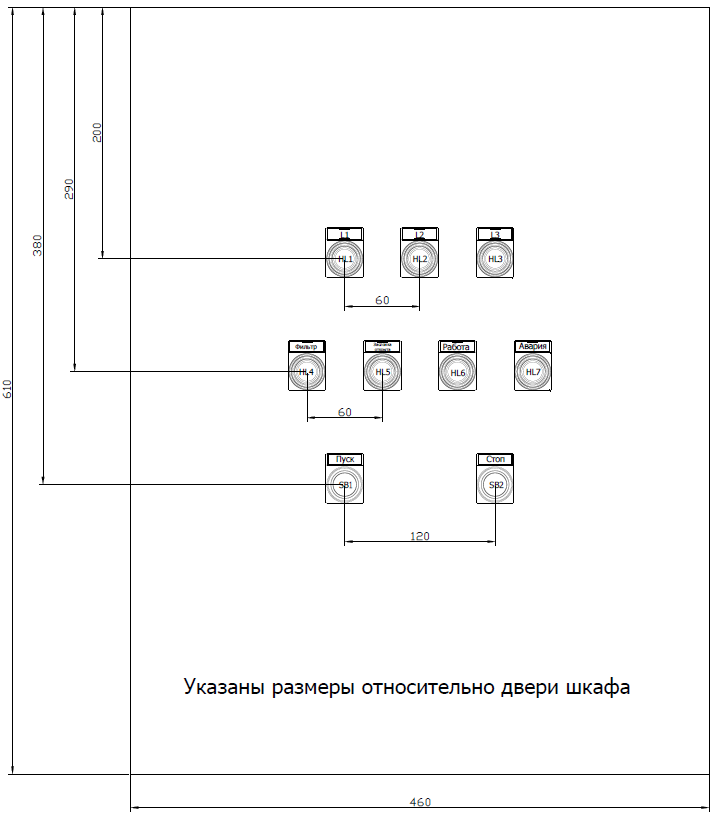 200
290
380
610
L1 L2 L3
HL1 HL2 HL3
60
Фильтр Работа Авария
HL4 HL5 HL6 HL7
60
Пуск Стоп
SB1 SB2
120
Указаны размеры относительно двери шкафа
460